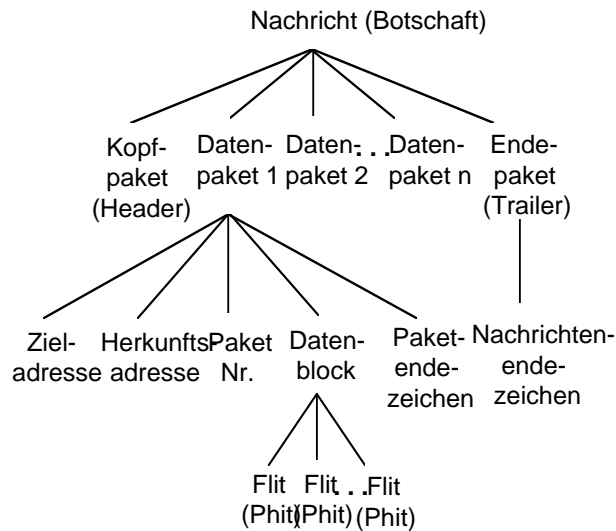 Nachricht (Botschaft)
Kopf-
paket
(Header)
Daten-
paket 1
Daten-
paket 2
...
Daten-
paket n
Ende-
paket
(Trailer)
Ziel-
adresse
Herkunfts-
adresse
Paket
Nr.
Daten-
block
Paket-
ende-
zeichen
Nachrichten-
ende-
zeichen
Flit
(Phit)
Flit
(Phit)
...
Flit
(Phit)